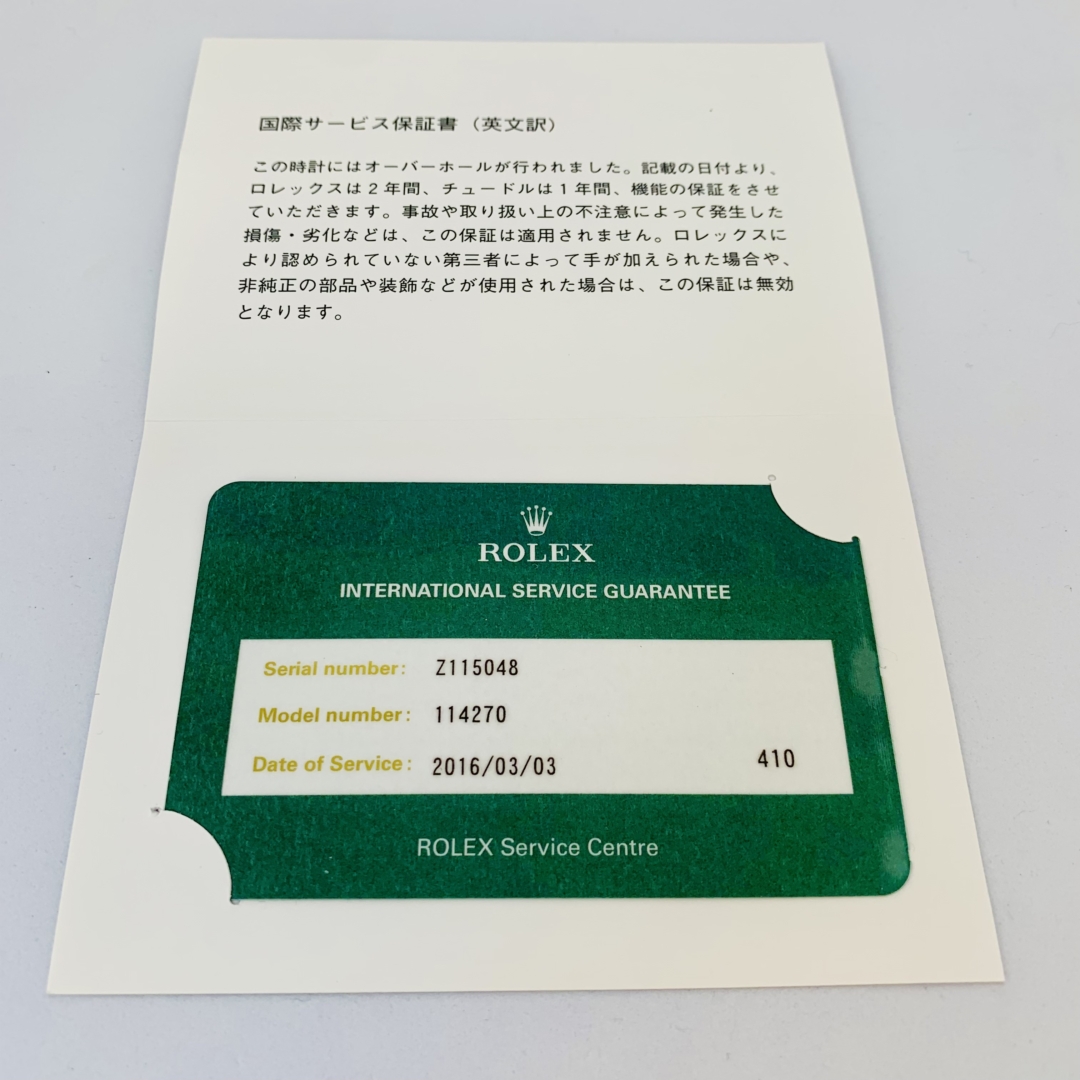 国際サービス保証書（英文訳）
この時計にはオーバーホールが行われました。記載の日付より、
ロレックスは２年間、チュードルは１年間、機能の保証をさせ
ていただきます。事故や取り扱い上の不注意によって発生した
損傷・劣化などは、この保証は適用されません。ロレックスに
より認められていない第三者によって手が加えられた場合や、
非純正の部品や装飾などが使用された場合は、この保証は無効
となります。
ROLEX
INTERNATIONAL SERVICE GUARANTEE
Serial number: Z115048
Model number: 114270
Date of Service: 2016/03/03 410
ROLEX Service Centre